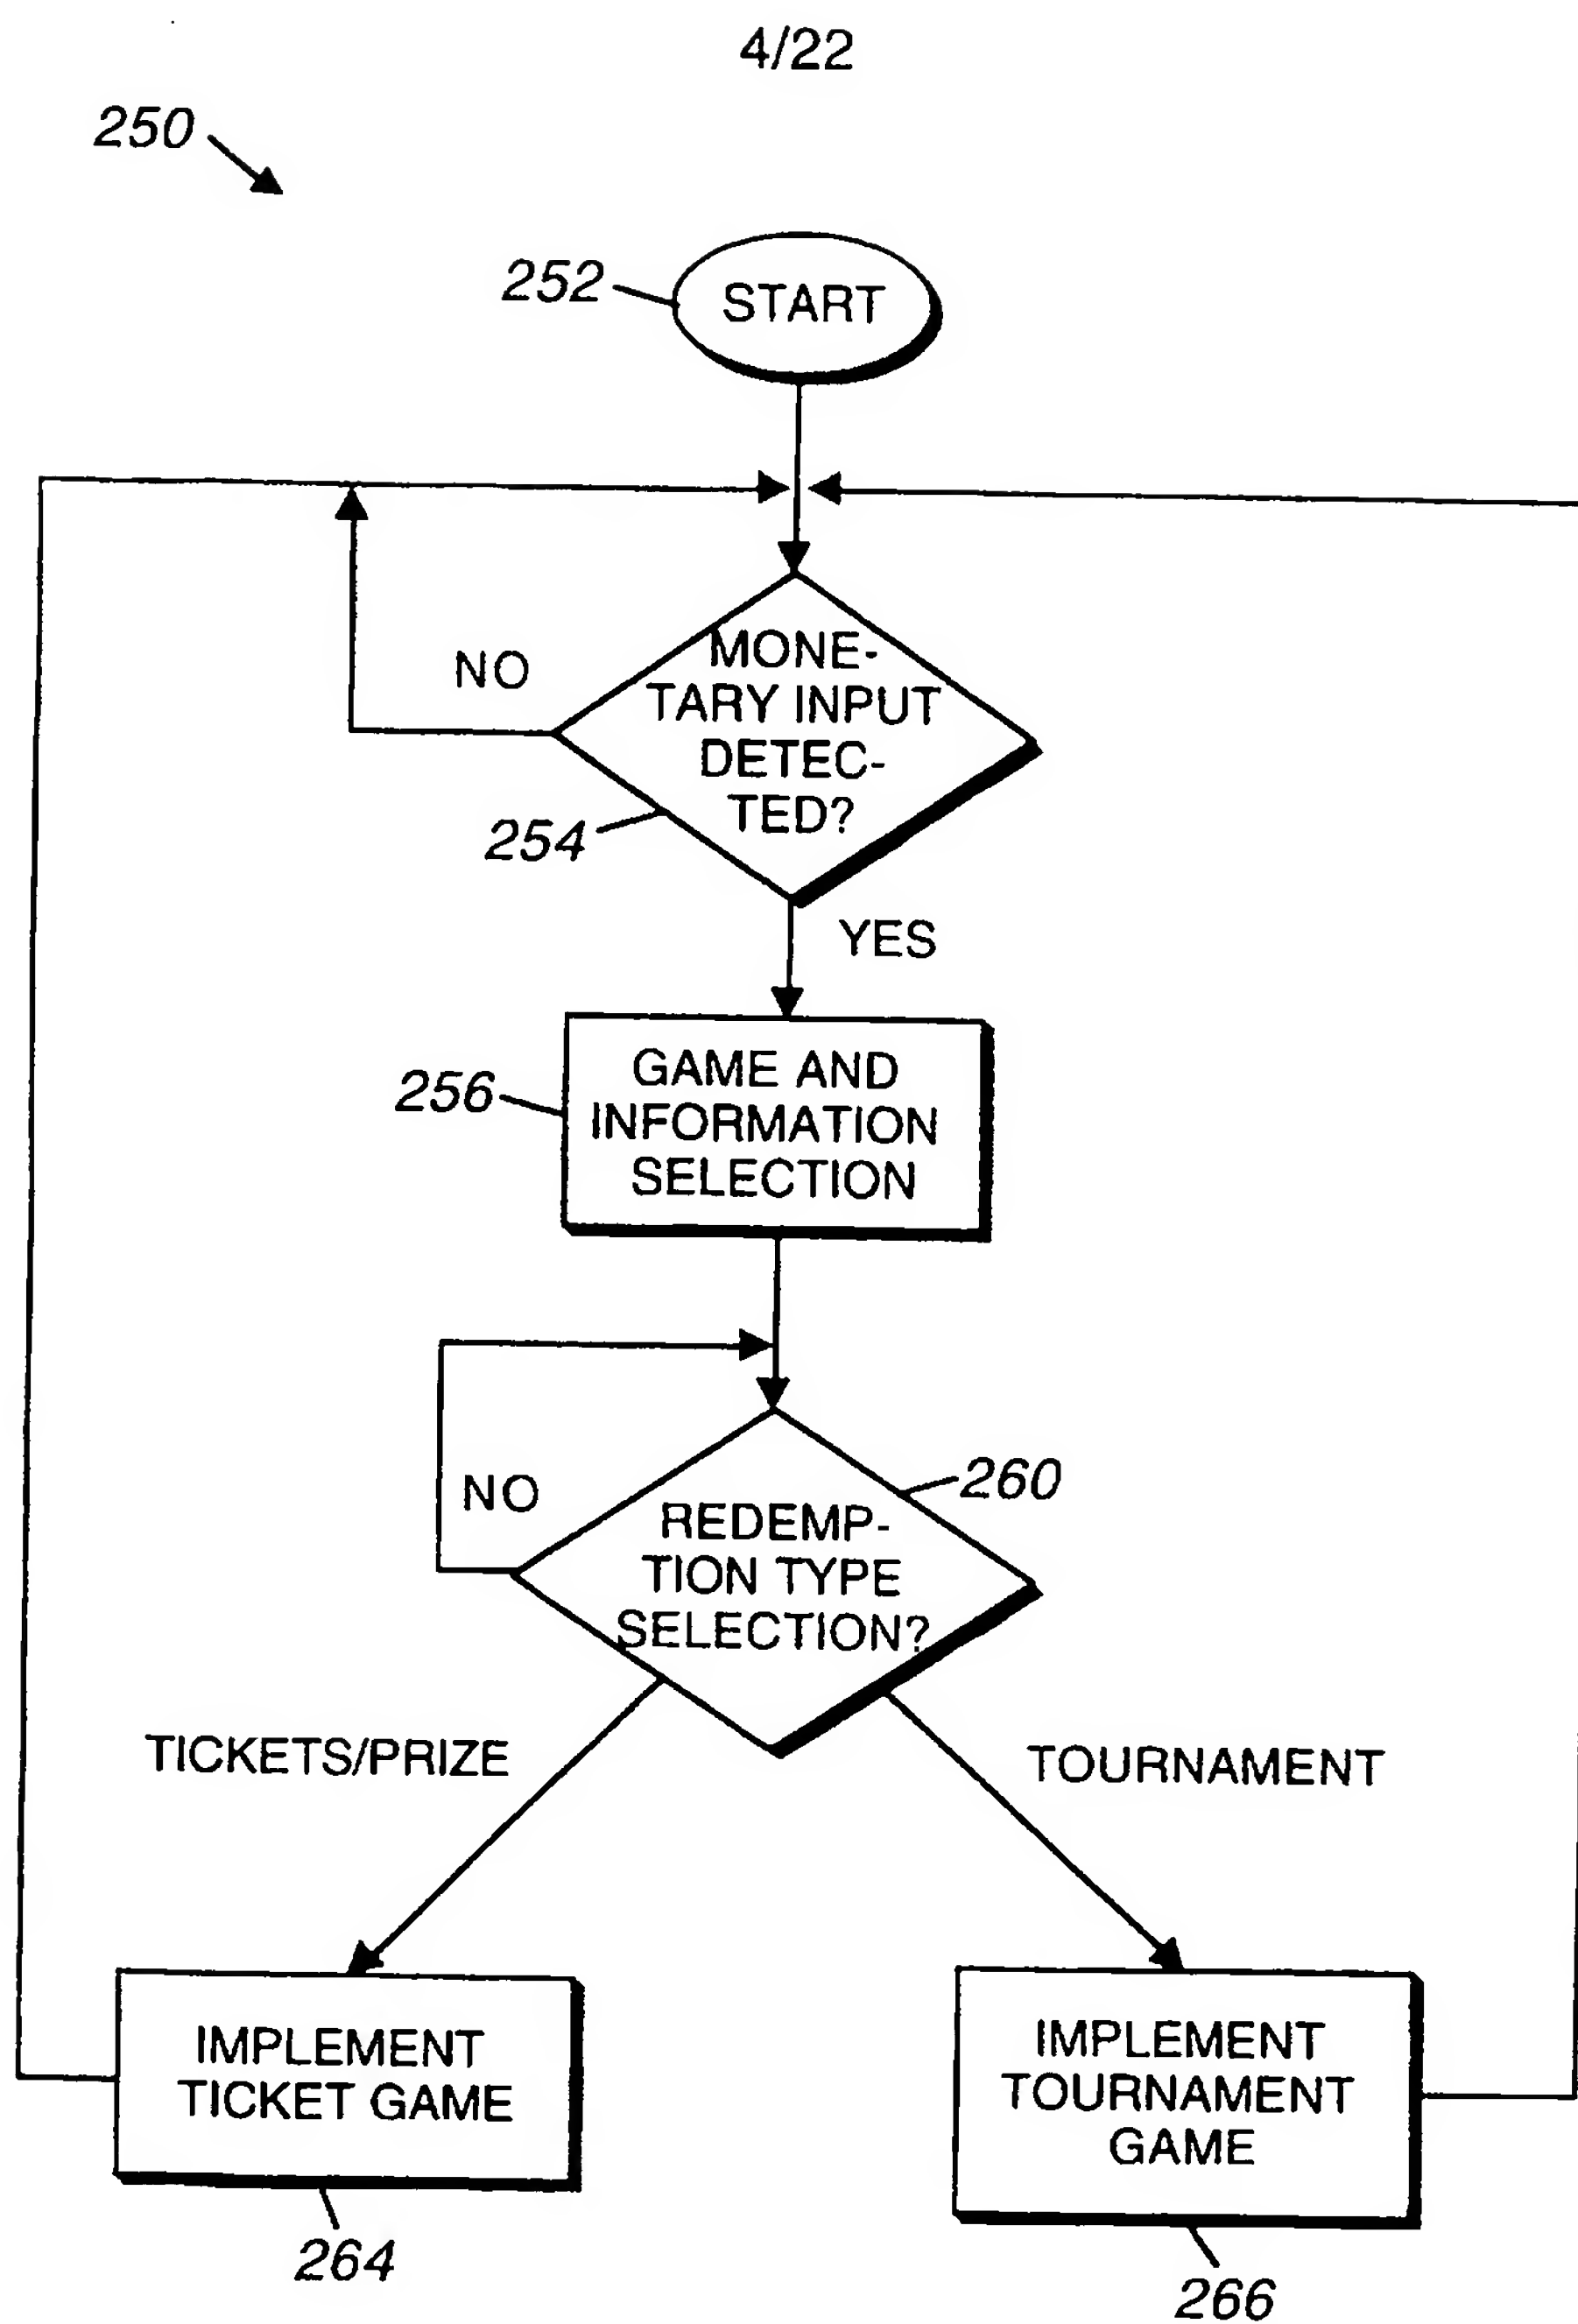 4/22
250
252
START
NO
MONE-
TARY INPUT
DETEC-
TED?
254
YES
256
GAME AND
INFORMATION
SELECTION
260
NO
REDEMP-
TION TYPE
SELECTION?
TICKETS/PRIZE
TOURNAMENT
IMPLEMENT
TICKET GAME
IMPLEMENT
TOURNAMENT
GAME
264
266